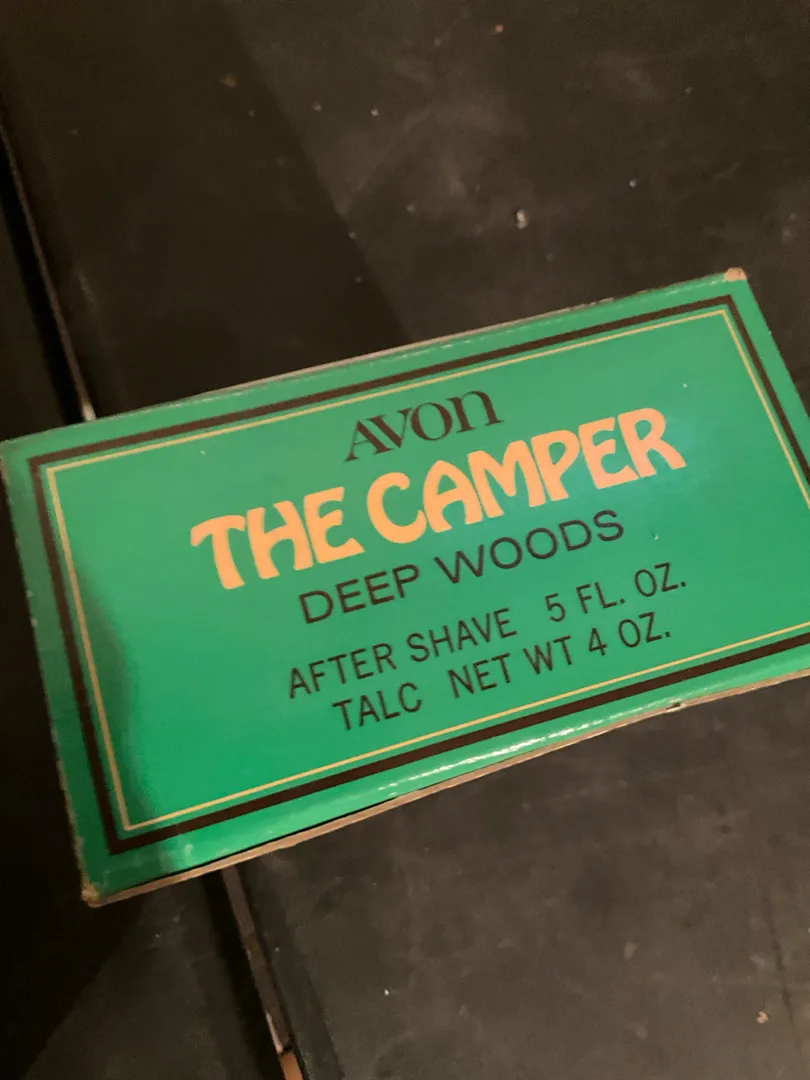 AVON
THE CAMPER
DEEP WOODS
AFTER SHAVE 5 FL. OZ.
TALC NET WT 4 OZ.